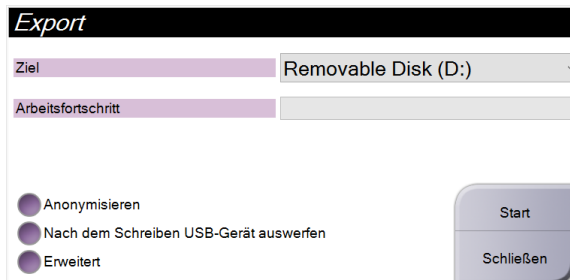 Export
Ziel
Removable Disk (D:)
Arbeitsfortschritt
Anonymisieren
Nach dem Schreiben USB-Gerät auswerfen
Erweitert
Start
Schließen